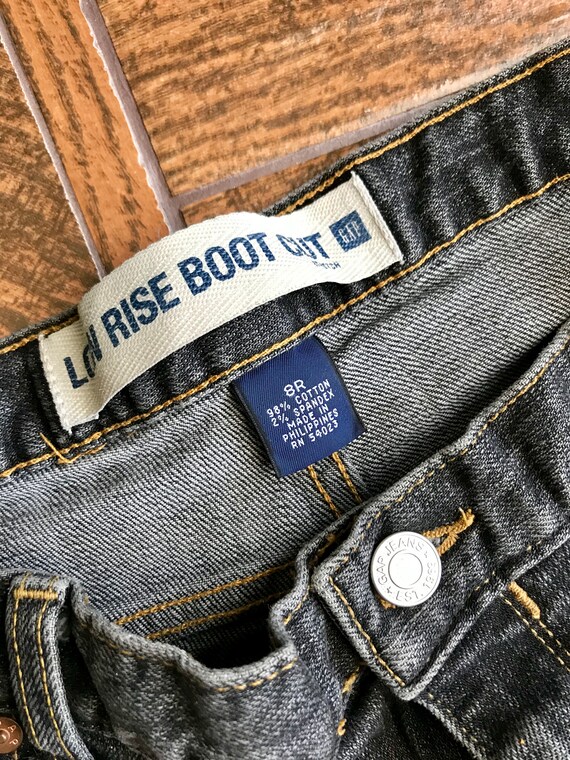 LOW RISE BOOT CUT GAP
8R
98% COTTON
2% SPANDEX
MADE IN
PHILIPPINES
RN 54023
GAP JEANS